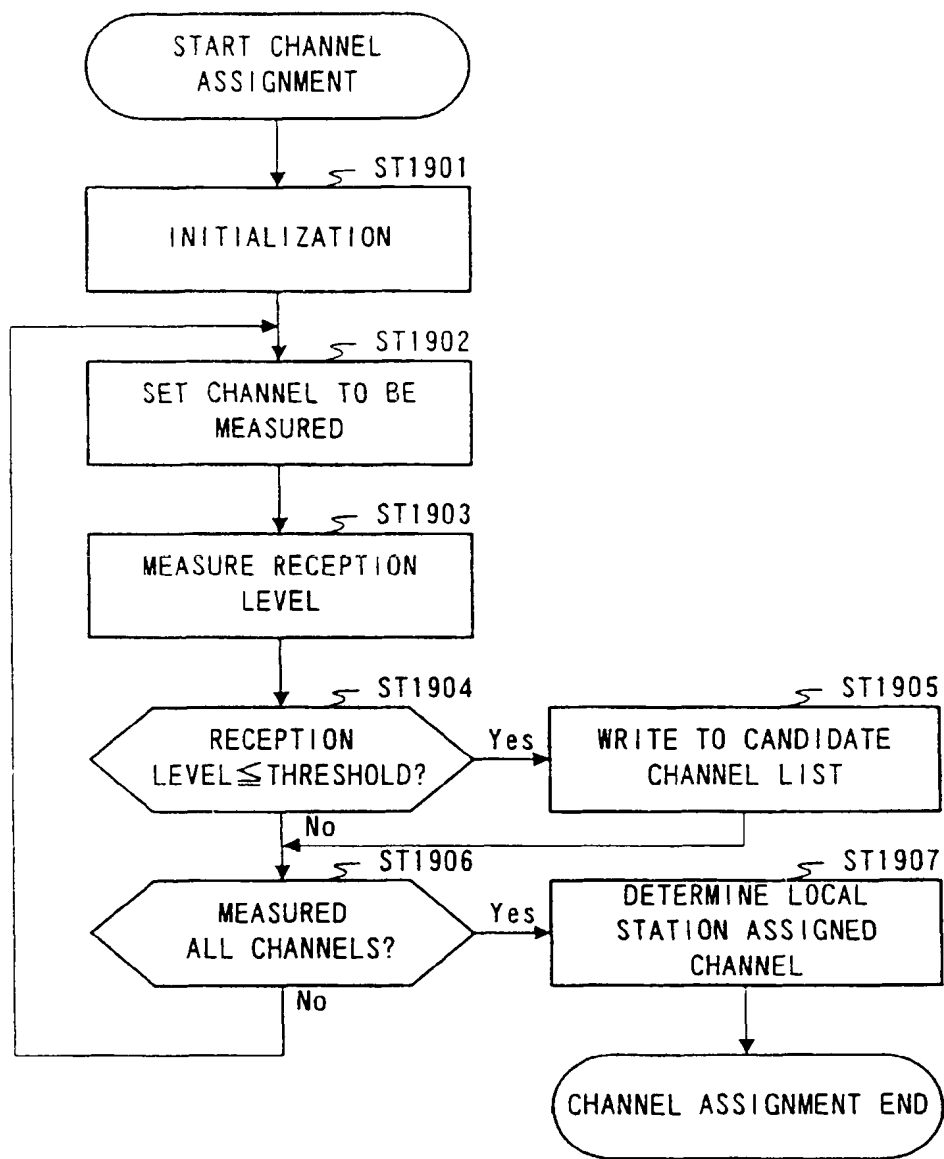 START CHANNEL
ASSIGNMENT
ST1901
INITIALIZATION
ST1902
SET CHANNEL TO BE
MEASURED
ST1903
MEASURE RECEPTION
LEVEL
ST1904
RECEPTION
LEVEL≦THRESHOLD?
Yes
No
ST1905
WRITE TO CANDIDATE
CHANNEL LIST
ST1906
MEASURED
ALL CHANNELS?
Yes
No
ST1907
DETERMINE LOCAL
STATION ASSIGNED
CHANNEL
CHANNEL ASSIGNMENT END